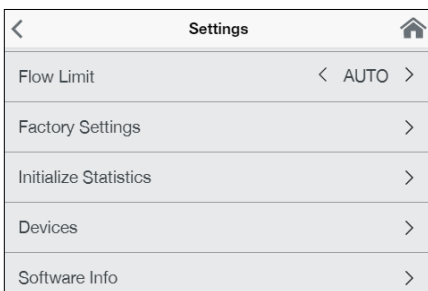 Settings
Flow Limit < AUTO >
Factory Settings >
Initialize Statistics >
Devices >
Software Info >